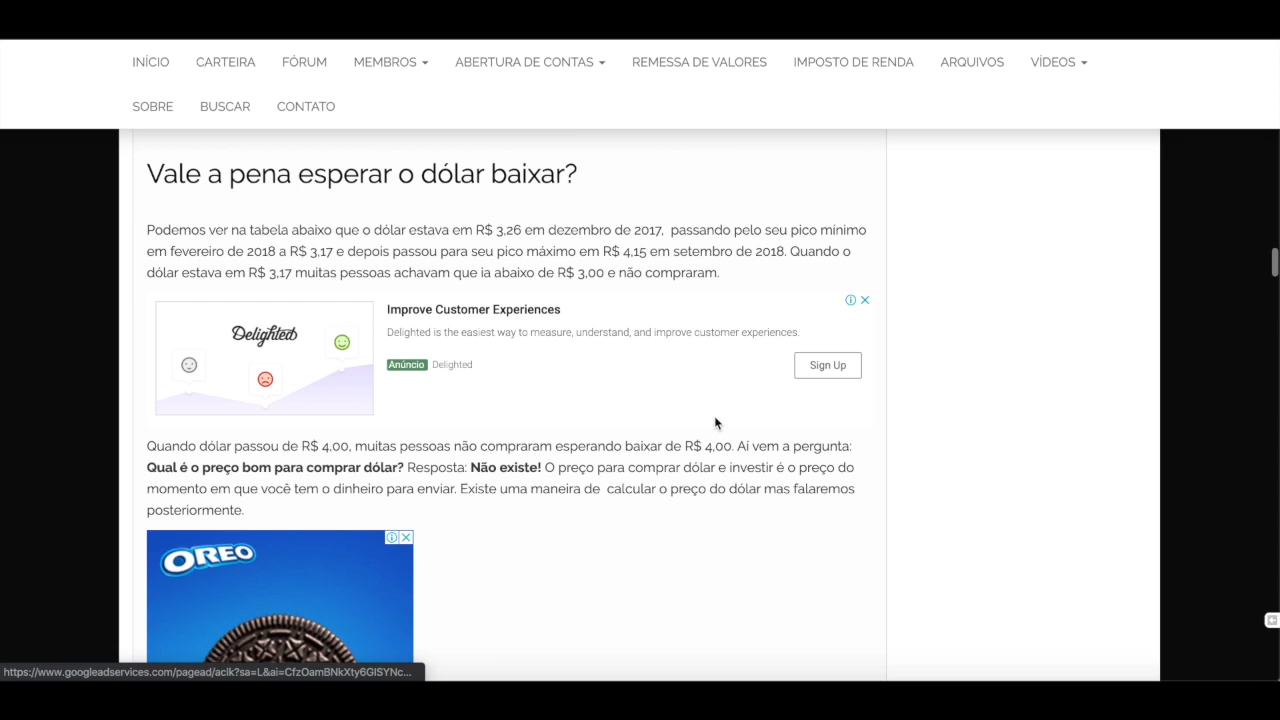 INÍCIO CARTEIRA FÓRUM MEMBROS ABERTURA DE CONTAS REMESSA DE VALORES IMPOSTO DE RENDA ARQUIVOS VÍDEOS
SOBRE BUSCAR CONTATO
Vale a pena esperar o dólar baixar?
Podemos ver na tabela abaixo que o dólar estava em R$ 3,26 em dezembro de 2017, passando pelo seu pico mínimo
em fevereiro de 2018 a R$ 3,17 e depois passou para seu pico máximo em R$ 4,15 em setembro de 2018. Quando o
dólar estava em R$ 3,17 muitas pessoas achavam que ia abaixo de R$ 3,00 e não compraram.
Delighted
Improve Customer Experiences
Delighted is the easiest way to measure, understand, and improve customer experiences.
Anúncio Delighted
Sign Up
Quando dólar passou de R$ 4,00, muitas pessoas não compraram esperando baixar de R$ 4,00. Aí vem a pergunta:
Qual é o preço bom para comprar dólar? Resposta: Não existe! O preço para comprar dólar e investir é o preço do
momento em que você tem o dinheiro para enviar. Existe uma maneira de calcular o preço do dólar mas falaremos
posteriormente.
OREO
https://www.googleadservices.com/pagead/aclk?sa=L&ai=CfzOamBNkXty6GISYNc...